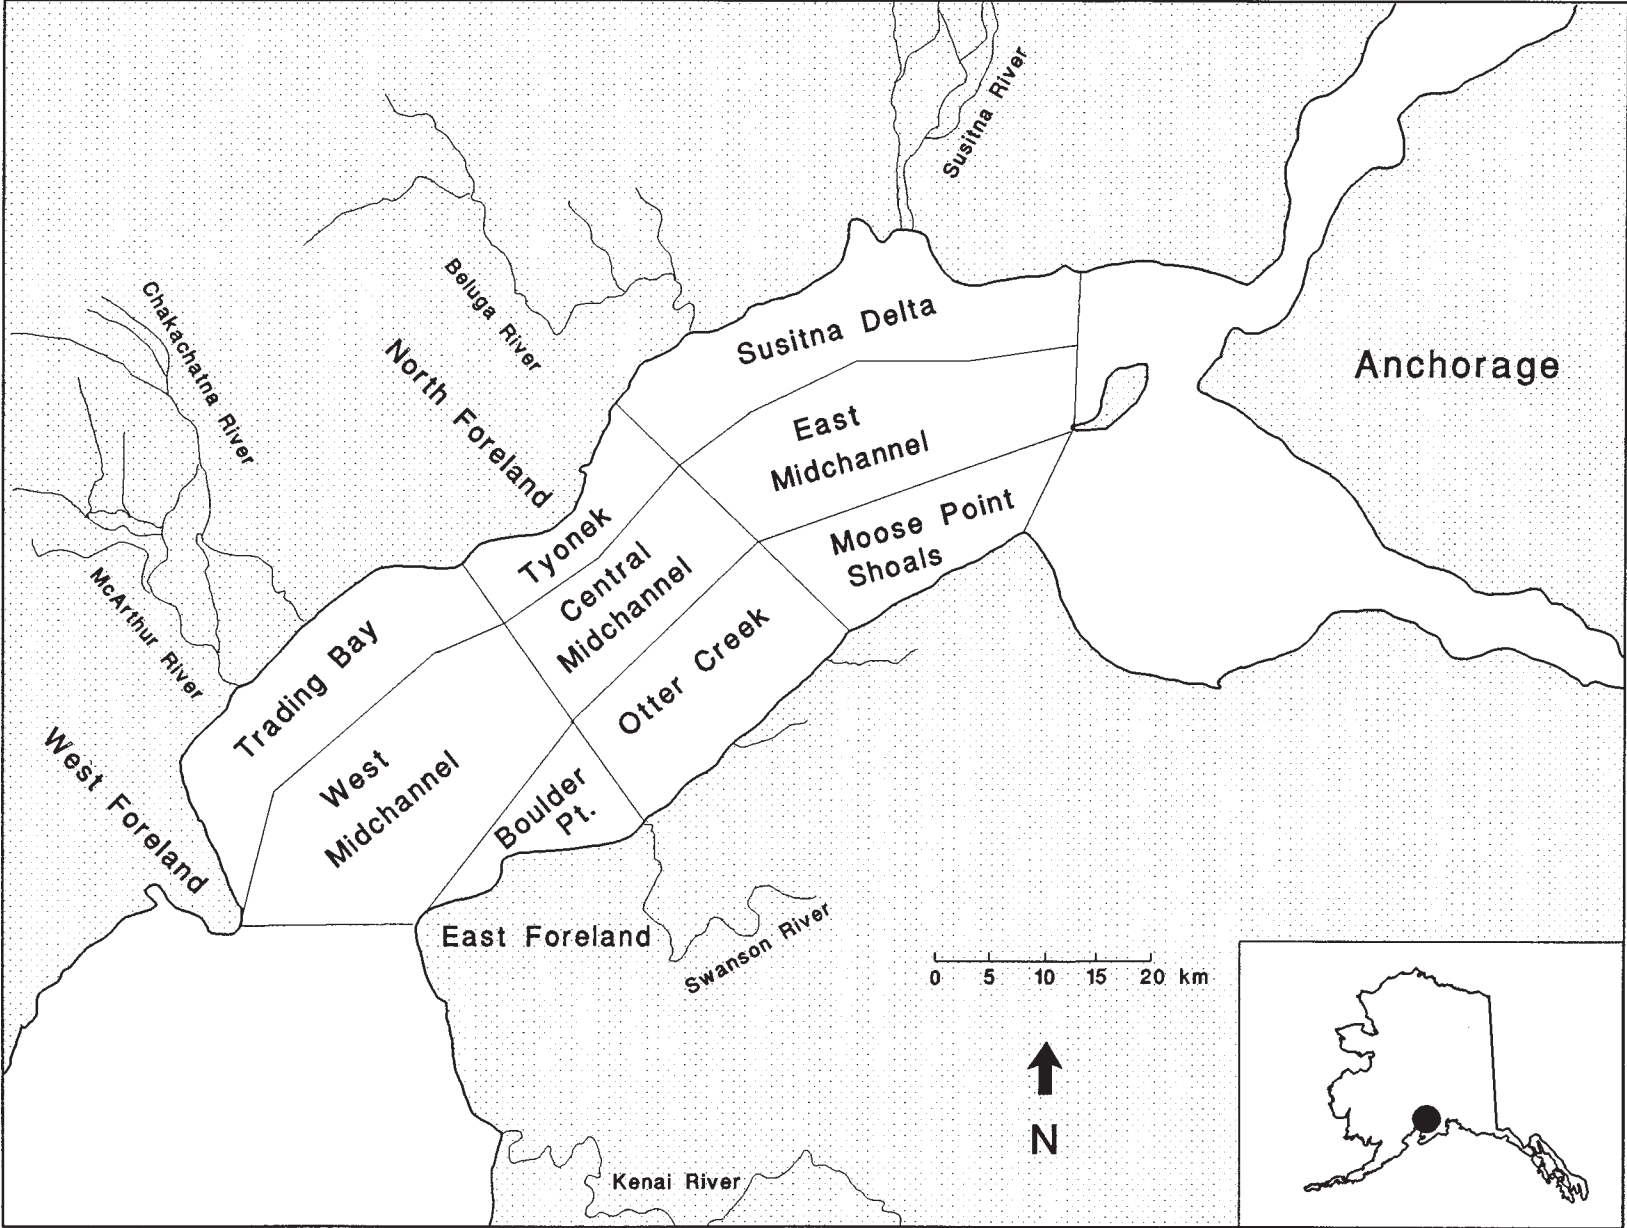 Susitna River
Beluga River
Chakachatna River
North Foreland
Susitna Delta
Anchorage
East
Midchannel
Moose Point
Shoals
Tyonek
Central
Midchannel
McArthur River
Trading Bay
Otter Creek
West Foreland
West
Midchannel
Boulder
Pt.
East Foreland
Swanson River
0 5 10 15 20 km
N
Kenai River